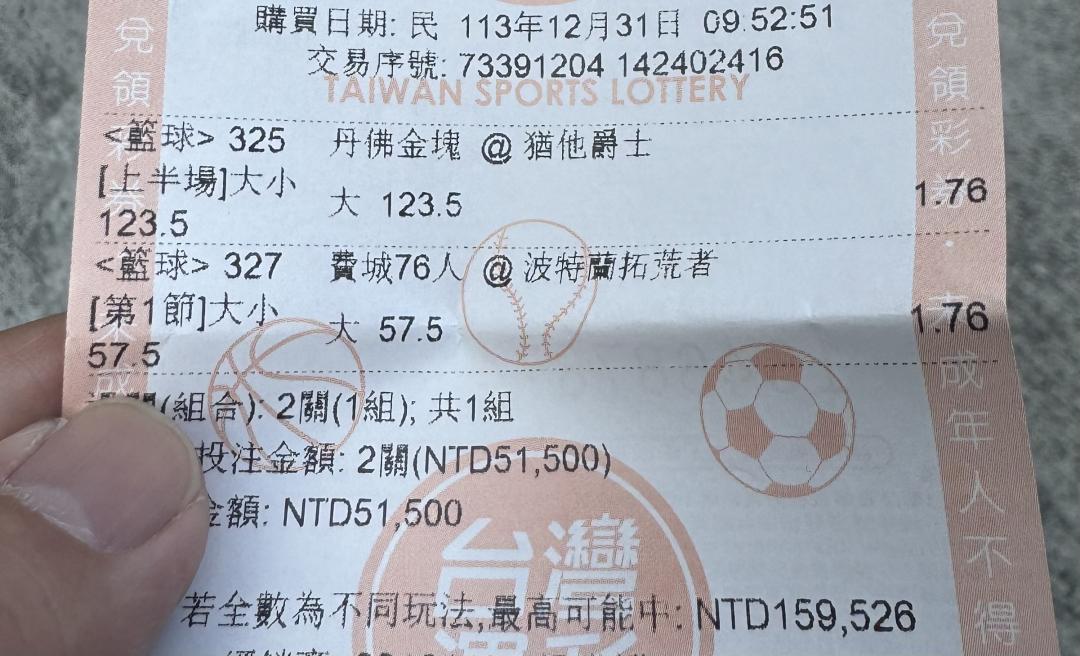 購買日期: 民 113年12月31日 09:52:51
交易序號: 73391204 142402416
TAIWAN SPORTS LOTTERY
<籃球> 325 丹佛金塊 @ 猶他爵士
[上半場]大小 大 123.5 1.76
123.5
<籃球> 327 費城76人 @ 波特蘭拓荒者
[第1節]大小 大 57.5 1.76
57.5
(組合): 2關(1組); 共1組
投注金額: 2關(NTD51,500)
金額: NTD51,500
台灣
若全數為不同玩法,最高可能中: NTD159,526
兌領彩券
兌領彩券・未成年人不得